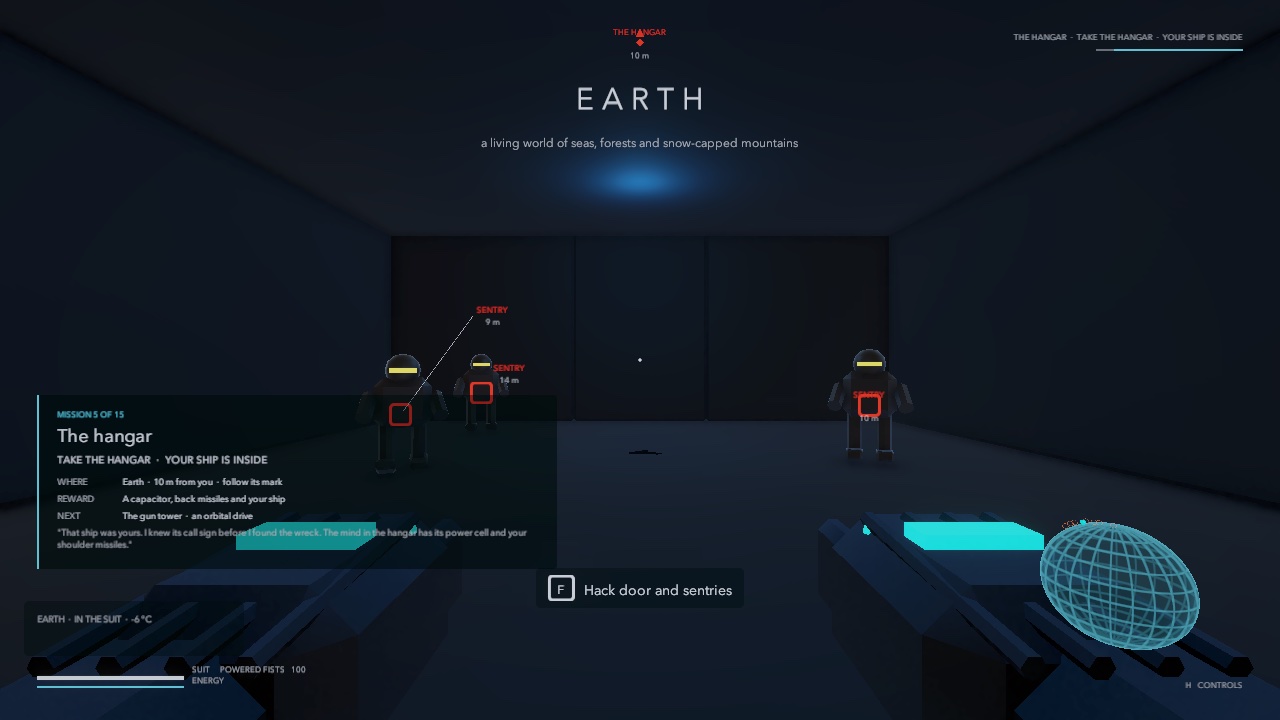 THE HANGAR
10 m
THE HANGAR · TAKE THE HANGAR · YOUR SHIP IS INSIDE
EARTH
a living world of seas, forests and snow-capped mountains
SENTRY
9 m
SENTRY
14 m
SENTRY
10 m
MISSION 5 OF 15
The hangar
TAKE THE HANGAR · YOUR SHIP IS INSIDE
WHERE Earth · 10 m from you · follow its mark
REWARD A capacitor, back missiles and your ship
NEXT The gun tower · an orbital drive
"That ship was yours. I knew its call sign before I found the wreck. The mind in the hangar has its power cell and your
shoulder missiles."
F Hack door and sentries
EARTH · IN THE SUIT · -6 °C
SUIT POWERED FISTS 100
ENERGY
H CONTROLS